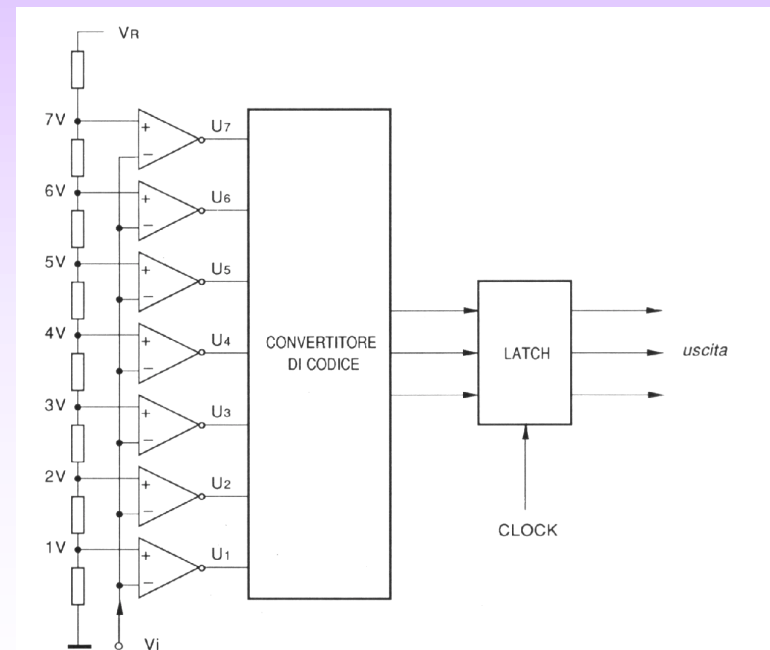 VR
7V + − U7
6V + − U6
5V + − U5
4V + − U4
3V + − U3
2V + − U2
1V + − U1
CONVERTITORE
DI CODICE
LATCH
uscita
CLOCK
Vi